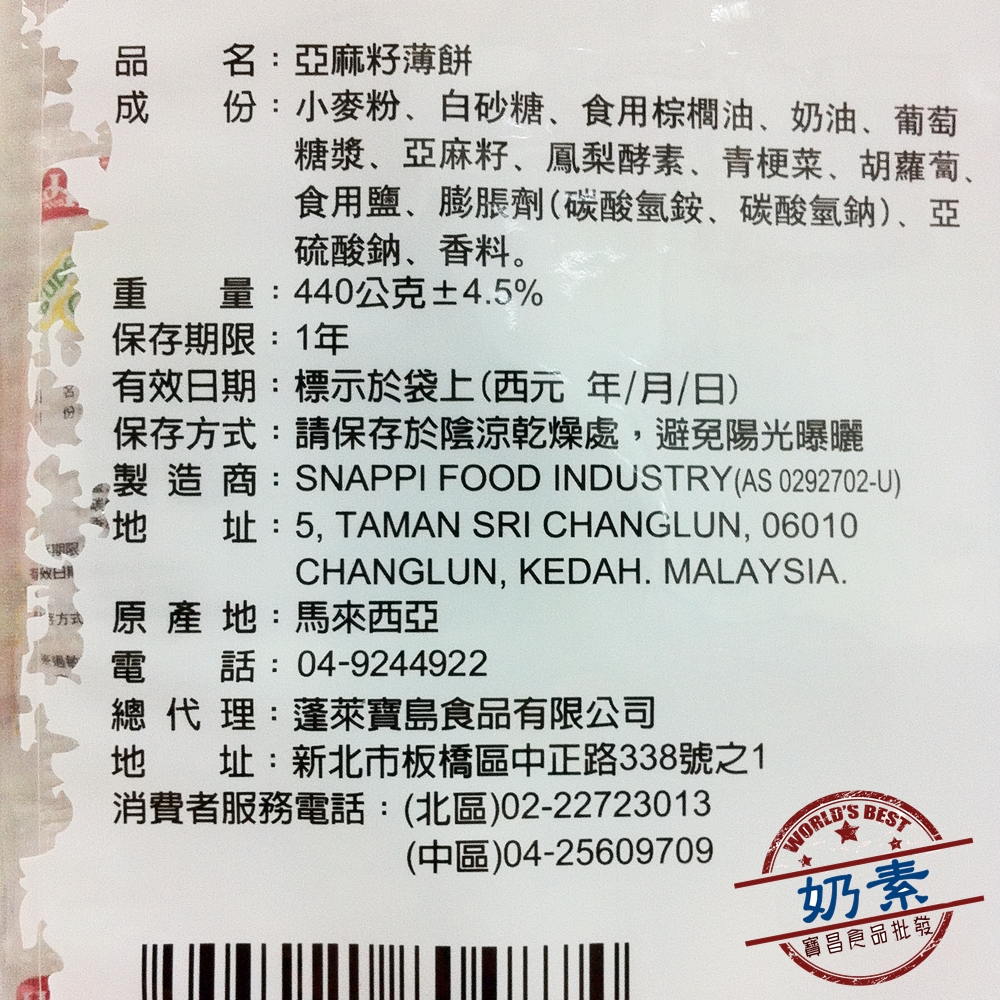 品名：亞麻籽薄餅
成份：小麥粉、白砂糖、食用棕櫚油、奶油、葡萄
糖漿、亞麻籽、鳳梨酵素、青梗菜、胡蘿蔔、
食用鹽、膨脹劑(碳酸氫銨、碳酸氫鈉)、亞
硫酸鈉、香料。
重量：440公克±4.5%
保存期限：1年
有效日期：標示於袋上(西元 年/月/日)
保存方式：請保存於陰涼乾燥處，避免陽光曝曬
製造商：SNAPPI FOOD INDUSTRY(AS 0292702-U)
地址：5, TAMAN SRI CHANGLUN, 06010
CHANGLUN, KEDAH. MALAYSIA.
原產地：馬來西亞
電話：04-9244922
總代理：蓬萊寶島食品有限公司
地址：新北市板橋區中正路338號之1
消費者服務電話：(北區)02-22723013
(中區)04-25609709
WORLD'S BEST
奶素
寶昌食品批發